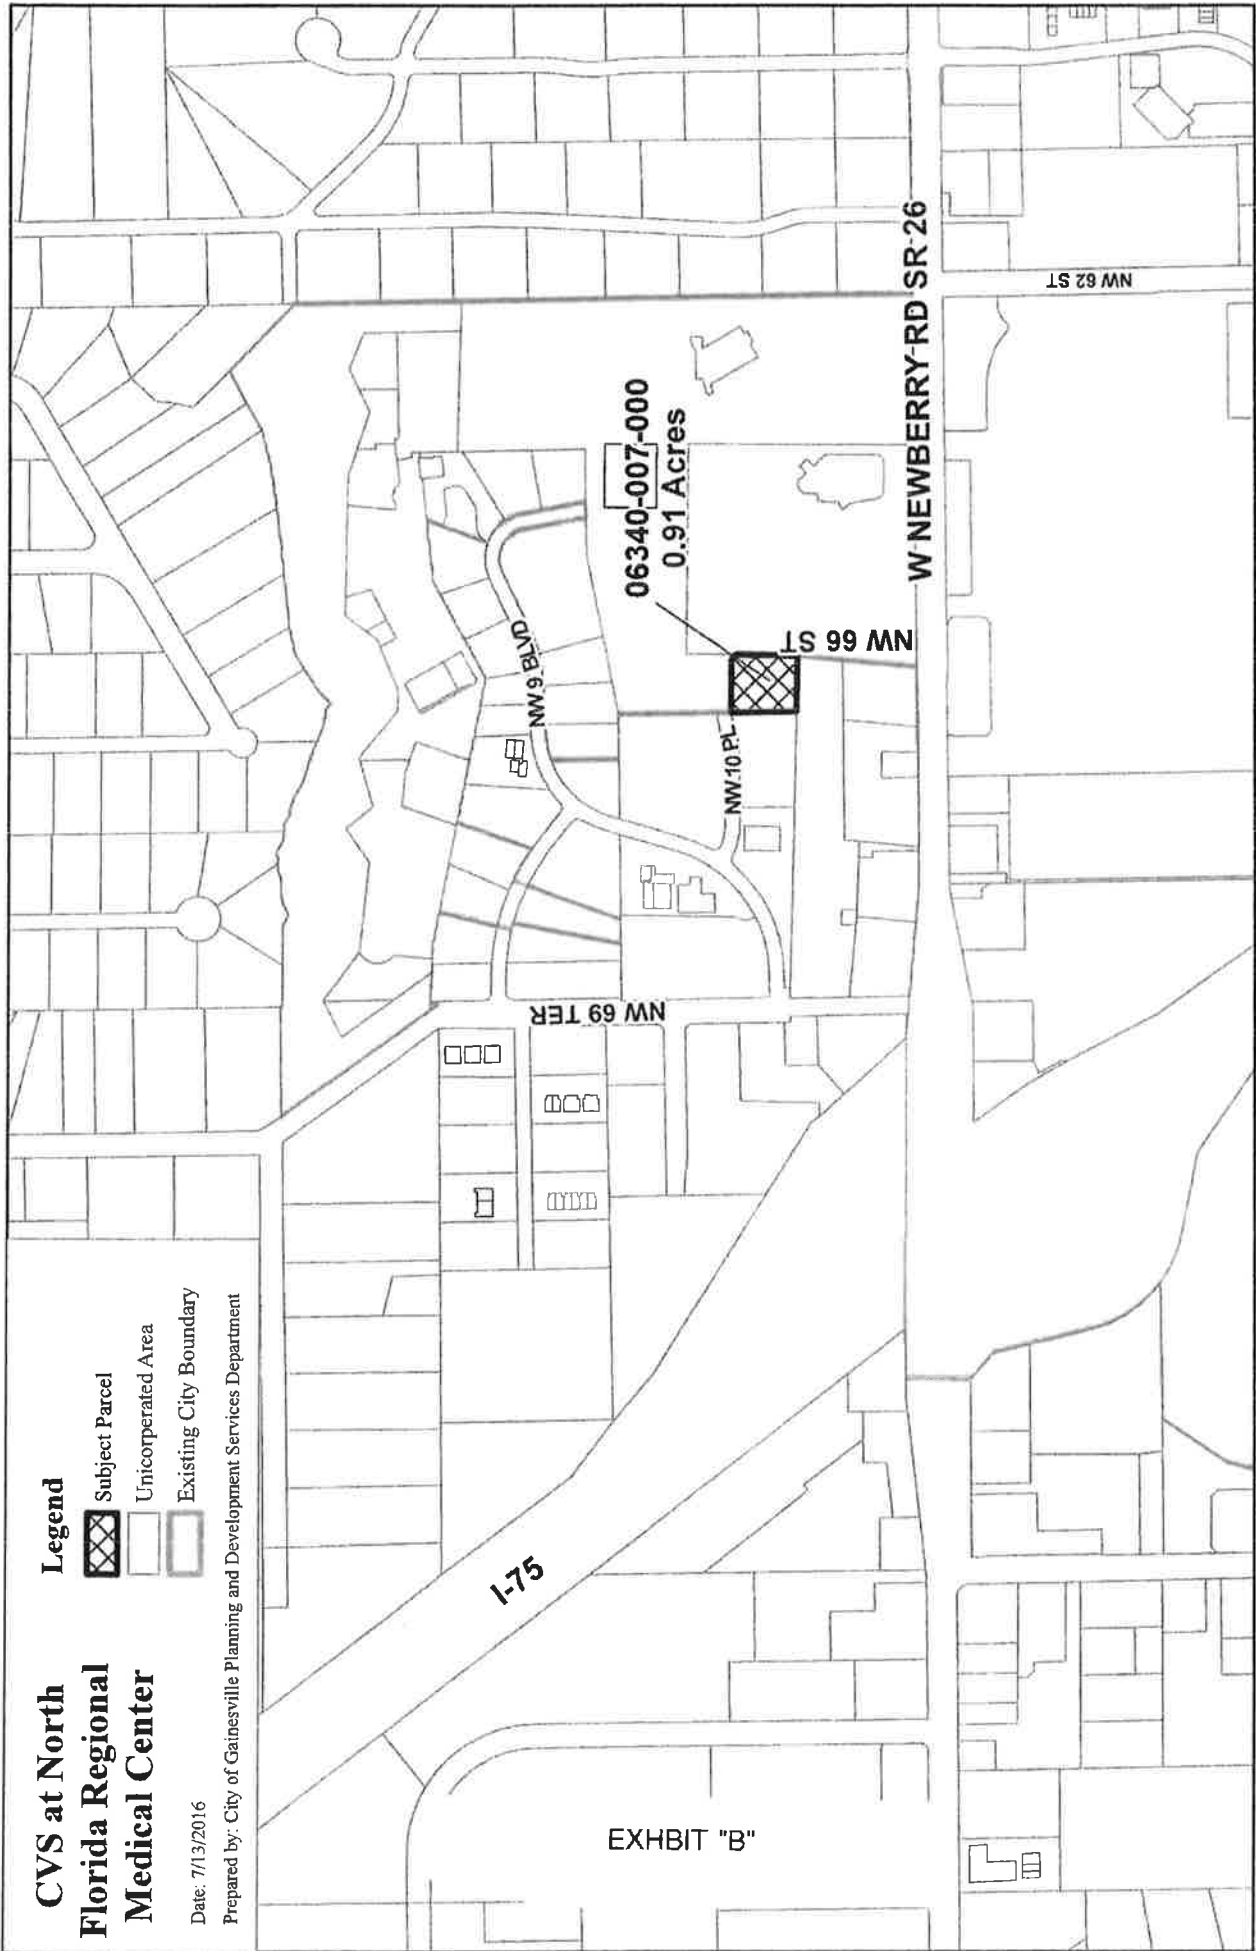 CVS at North
Florida Regional
Medical Center
Date: 7/13/2016
Prepared by: City of Gainesville Planning and Development Services Department
Legend
Subject Parcel
Unicorperated Area
Existing City Boundary
I-75
EXHBIT "B"
NW 69 TER
NW 9 BLVD
NW 10 PL
06340-007-000
0.91 Acres
NW 66 ST
W NEWBERRY RD SR 26
NW 62 ST